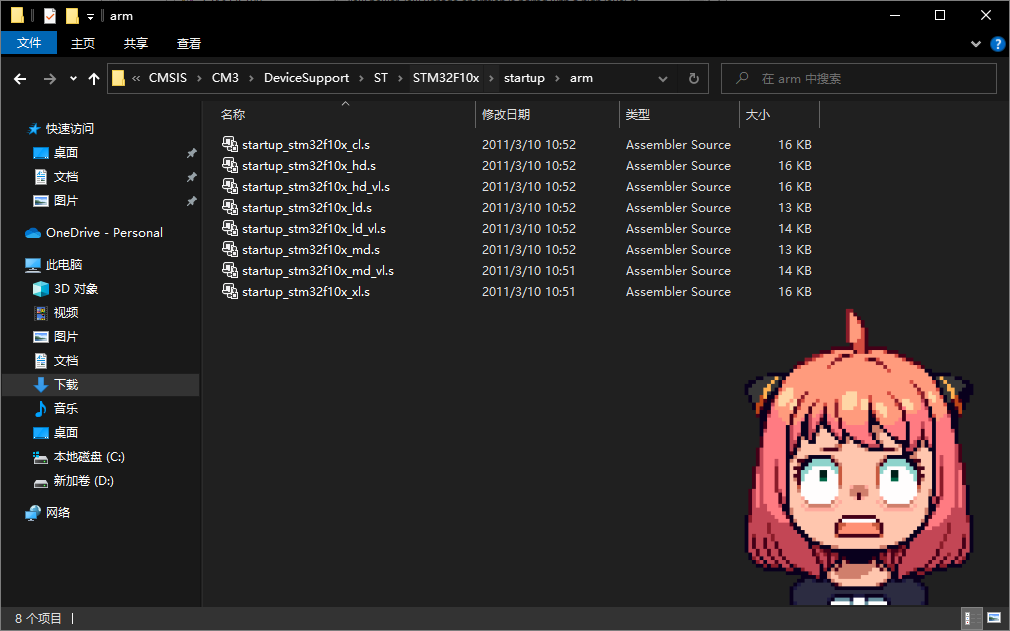 arm
文件 主页 共享 查看
« CMSIS › CM3 › DeviceSupport › ST › STM32F10x › startup › arm 在 arm 中搜索
名称 修改日期 类型 大小
startup_stm32f10x_cl.s 2011/3/10 10:52 Assembler Source 16 KB
startup_stm32f10x_hd.s 2011/3/10 10:52 Assembler Source 16 KB
startup_stm32f10x_hd_vl.s 2011/3/10 10:52 Assembler Source 16 KB
startup_stm32f10x_ld.s 2011/3/10 10:52 Assembler Source 13 KB
startup_stm32f10x_ld_vl.s 2011/3/10 10:52 Assembler Source 14 KB
startup_stm32f10x_md.s 2011/3/10 10:52 Assembler Source 13 KB
startup_stm32f10x_md_vl.s 2011/3/10 10:51 Assembler Source 14 KB
startup_stm32f10x_xl.s 2011/3/10 10:51 Assembler Source 16 KB
快速访问
桌面
文档
图片
OneDrive - Personal
此电脑
3D 对象
视频
图片
文档
下载
音乐
桌面
本地磁盘 (C:)
新加卷 (D:)
网络
8 个项目